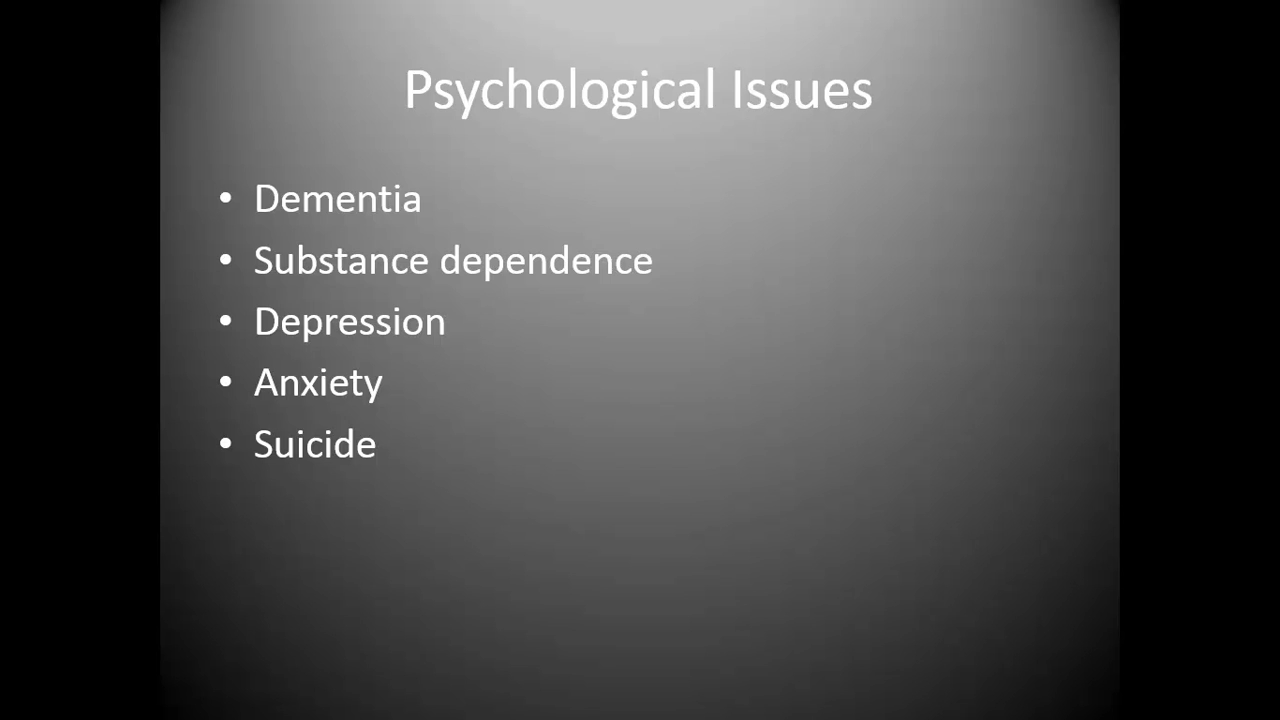 Psychological Issues
• Dementia
• Substance dependence
• Depression
• Anxiety
• Suicide